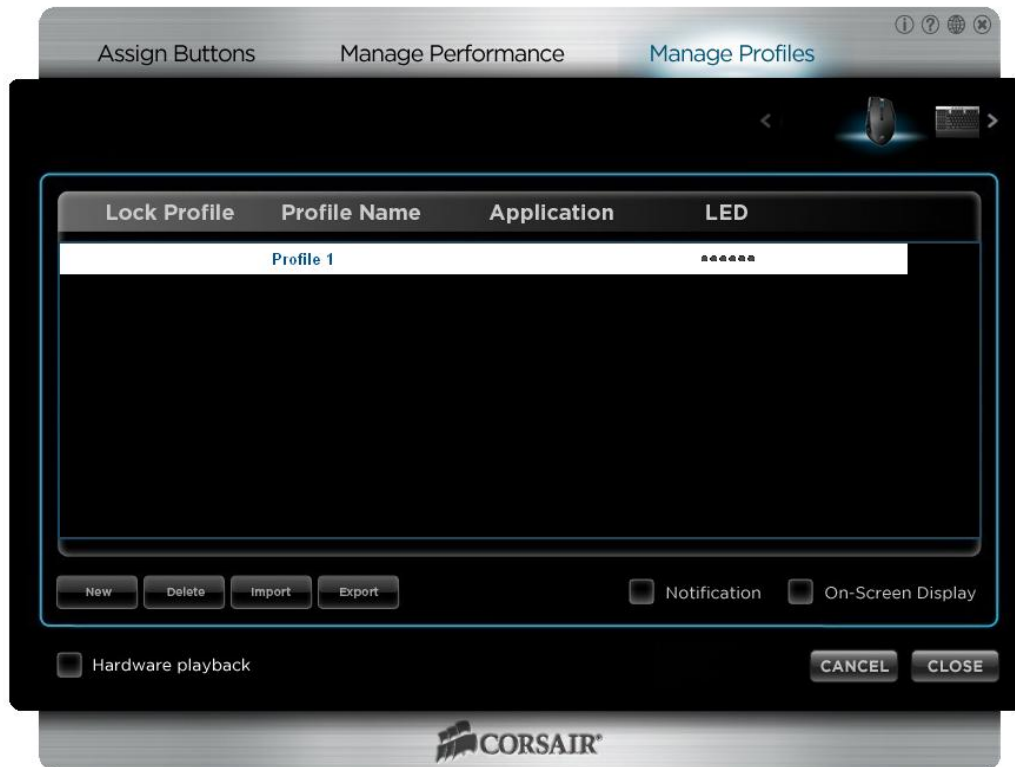 Assign Buttons Manage Performance Manage Profiles
Lock Profile Profile Name Application LED
Profile 1
New Delete Import Export Notification On-Screen Display
Hardware playback CANCEL CLOSE
CORSAIR®